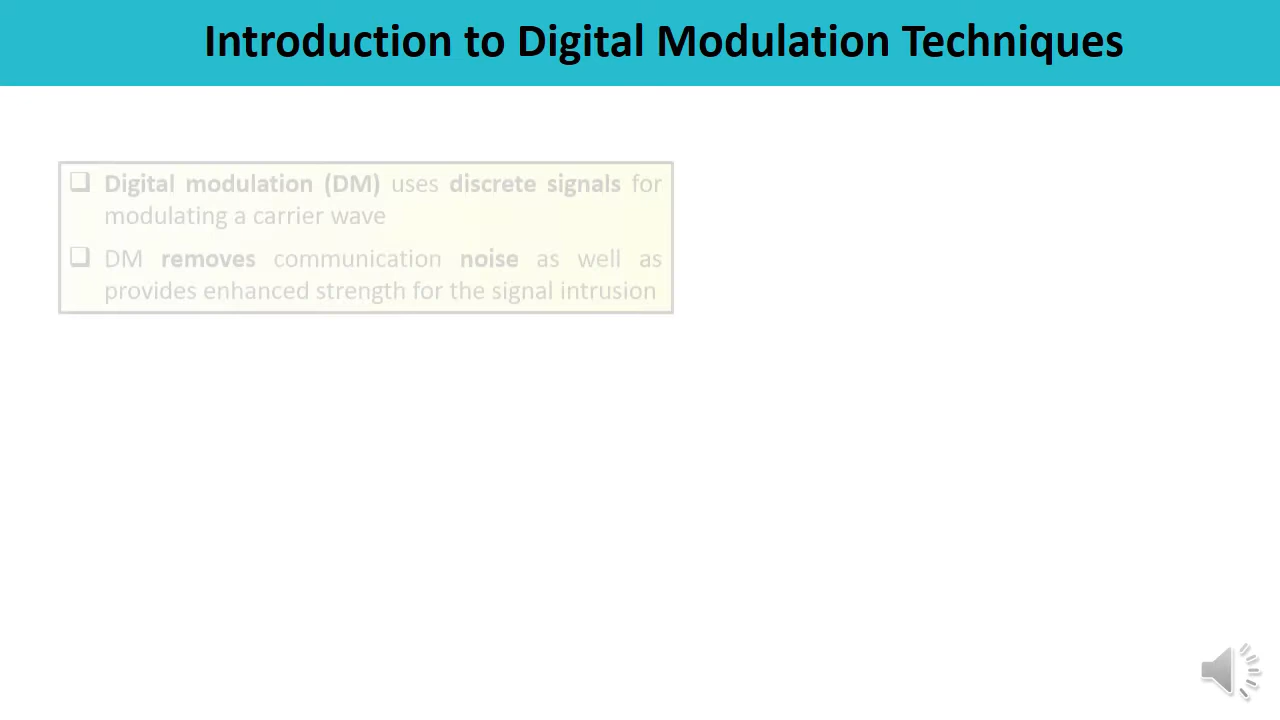 Introduction to Digital Modulation Techniques
❑ Digital modulation (DM) uses discrete signals for
modulating a carrier wave
❑ DM removes communication noise as well as
provides enhanced strength for the signal intrusion